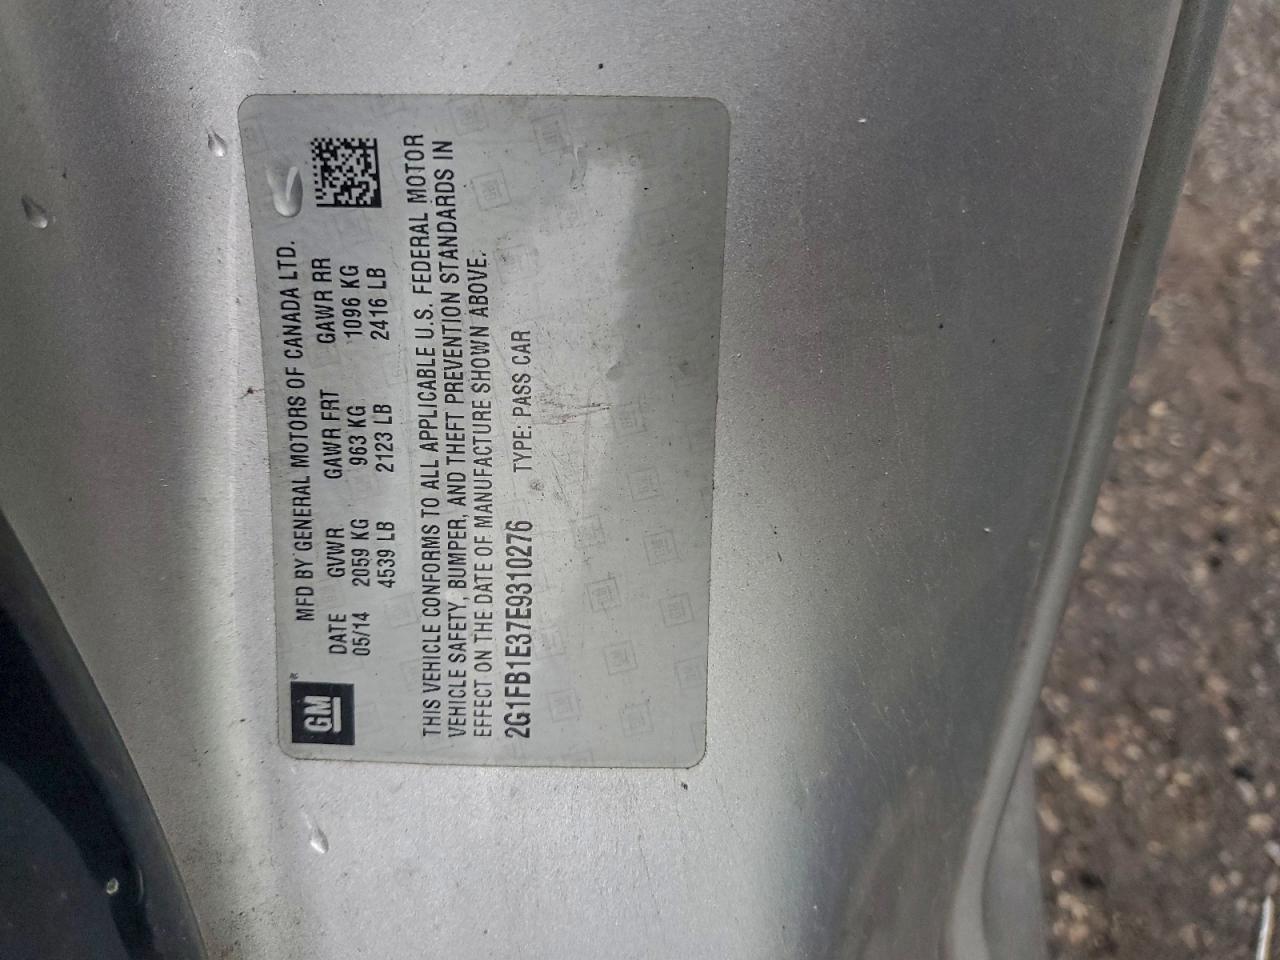 GM®
MFD BY GENERAL MOTORS OF CANADA LTD.
DATE GVWR GAWR FRT GAWR RR
05/14 2059 KG 963 KG 1096 KG
4539 LB 2123 LB 2416 LB
THIS VEHICLE CONFORMS TO ALL APPLICABLE U.S. FEDERAL MOTOR
VEHICLE SAFETY, BUMPER, AND THEFT PREVENTION STANDARDS IN
EFFECT ON THE DATE OF MANUFACTURE SHOWN ABOVE.
2G1FB1E37E9310276 TYPE: PASS CAR